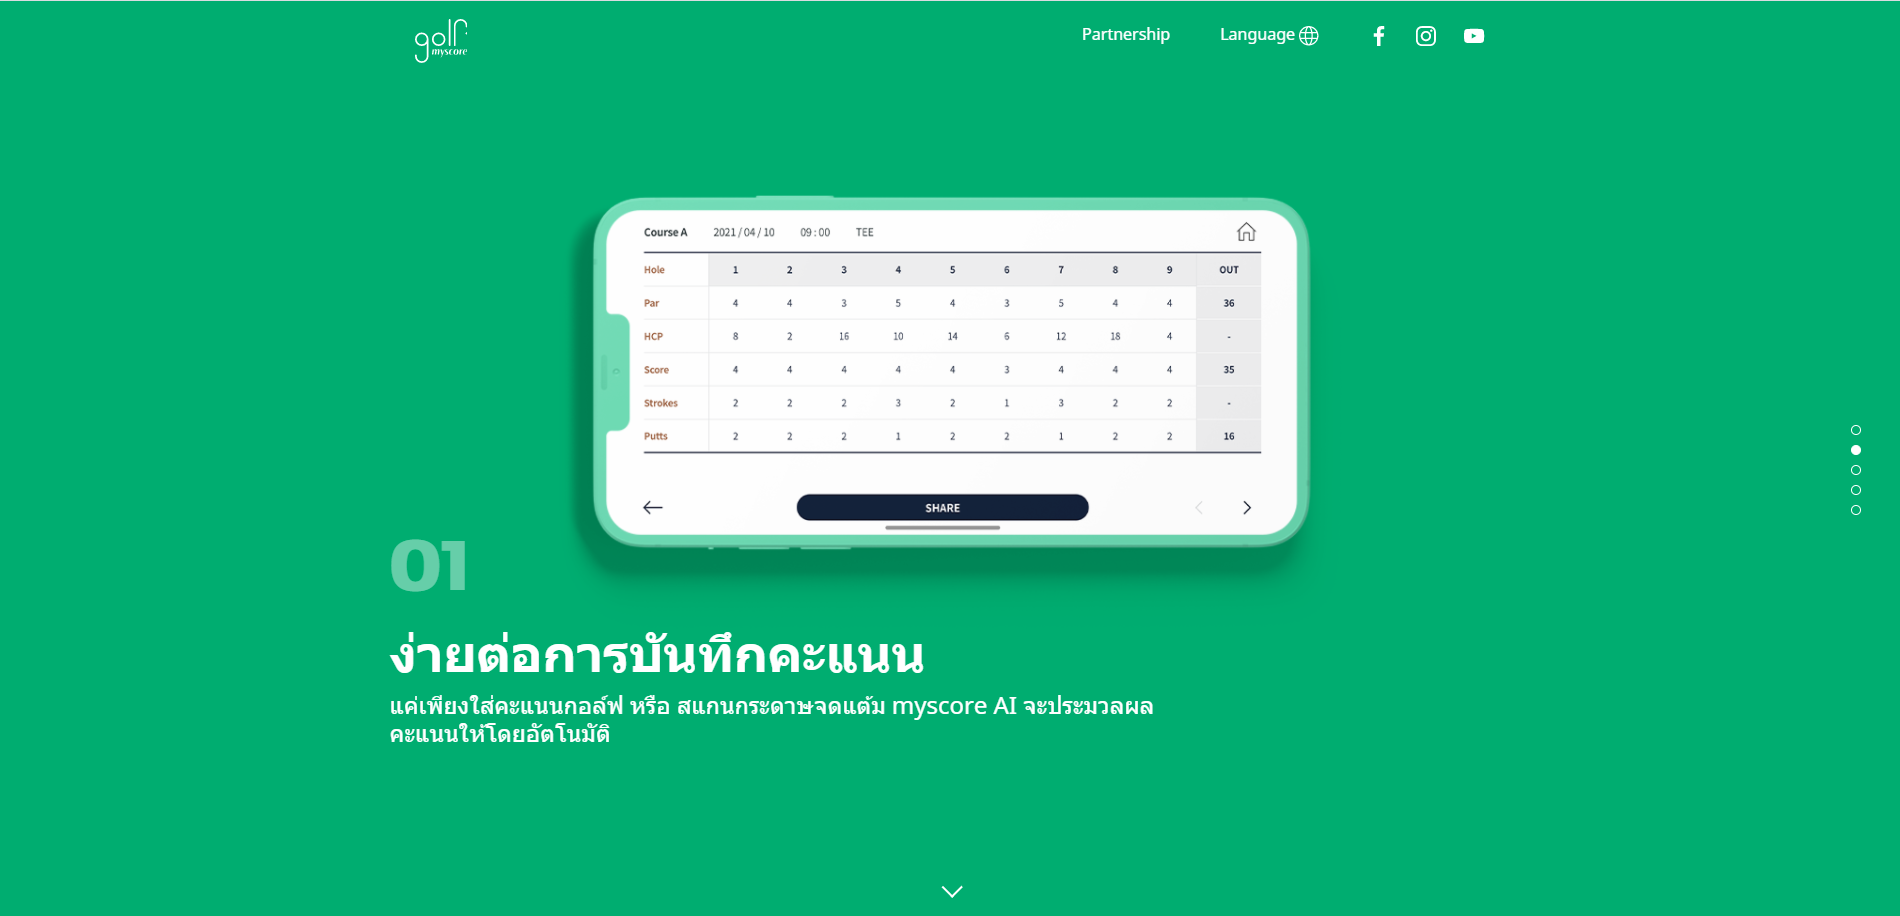 golf
myscore
Partnership
Language
Course A 2021 / 04 / 10 09 : 00 TEE
Hole 1 2 3 4 5 6 7 8 9 OUT
Par 4 4 3 5 4 3 5 4 4 36
HCP 8 2 16 10 14 6 12 18 4 -
Score 4 4 4 4 4 3 4 4 4 35
Strokes 2 2 2 3 2 1 3 2 2 -
Putts 2 2 2 1 2 2 1 2 2 16
SHARE
01
ง่ายต่อการบันทึกคะแนน
แค่เพียงใส่คะแนนกอล์ฟ หรือ สแกนกระดาษจดแต้ม myscore AI จะประมวลผล
คะแนนให้โดยอัตโนมัติ